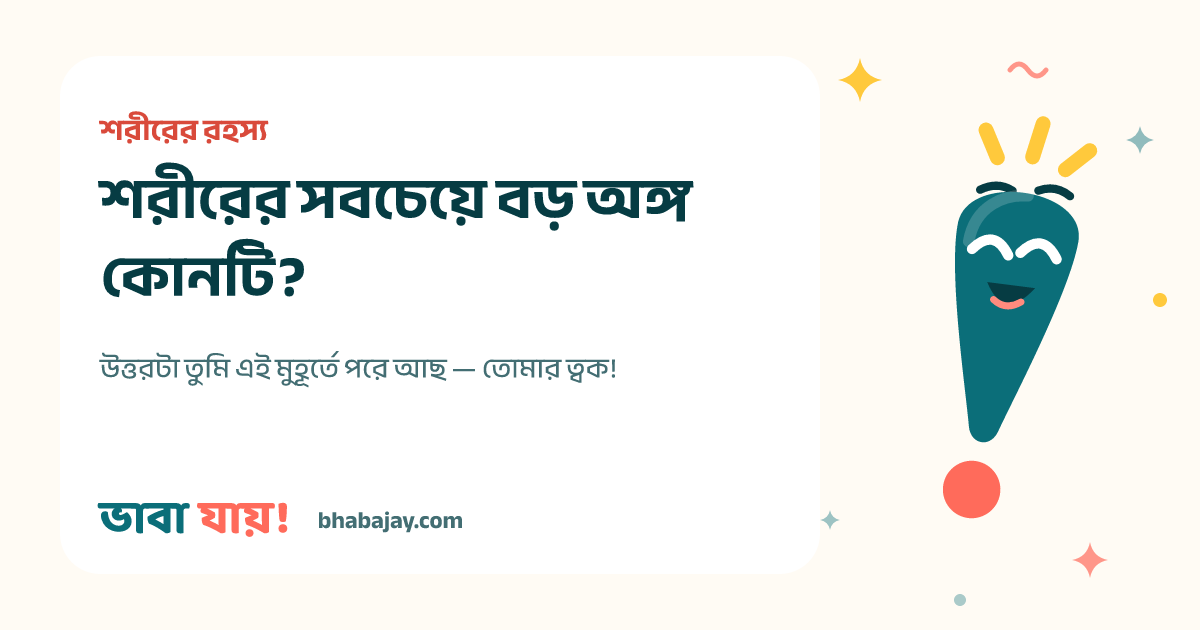 শরীরের রহস্য
শরীরের সবচেয়ে বড় অঙ্গ
কোনটি?
উত্তরটা তুমি এই মুহূর্তে পরে আছ — তোমার ত্বক!
ভাবা যায়! bhabajay.com